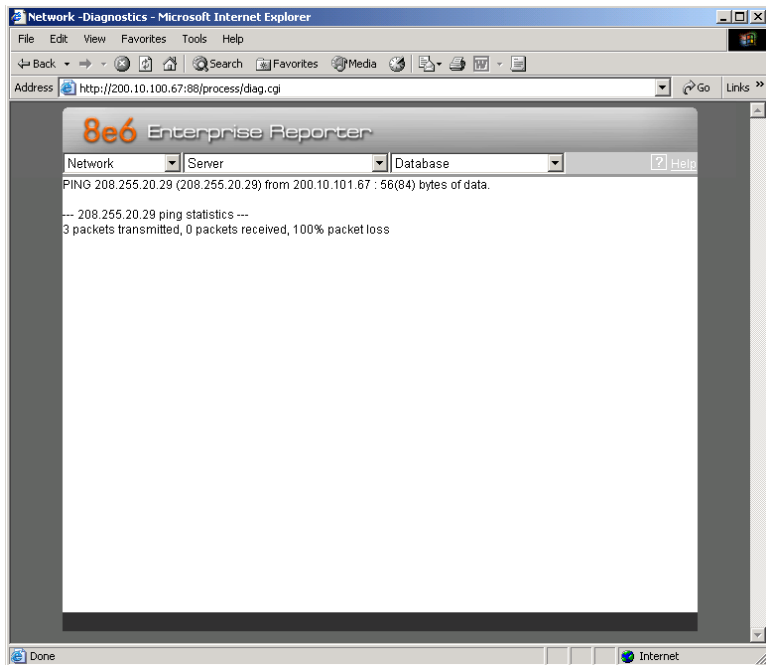 Network -Diagnostics - Microsoft Internet Explorer
File Edit View Favorites Tools Help
Back Search Favorites Media
Address http://200.10.100.67:88/process/diag.cgi Go Links »
8e6 Enterprise Reporter
Network Server Database ? Help
PING 208.255.20.29 (208.255.20.29) from 200.10.101.67 : 56(84) bytes of data.
--- 208.255.20.29 ping statistics ---
3 packets transmitted, 0 packets received, 100% packet loss
Done Internet